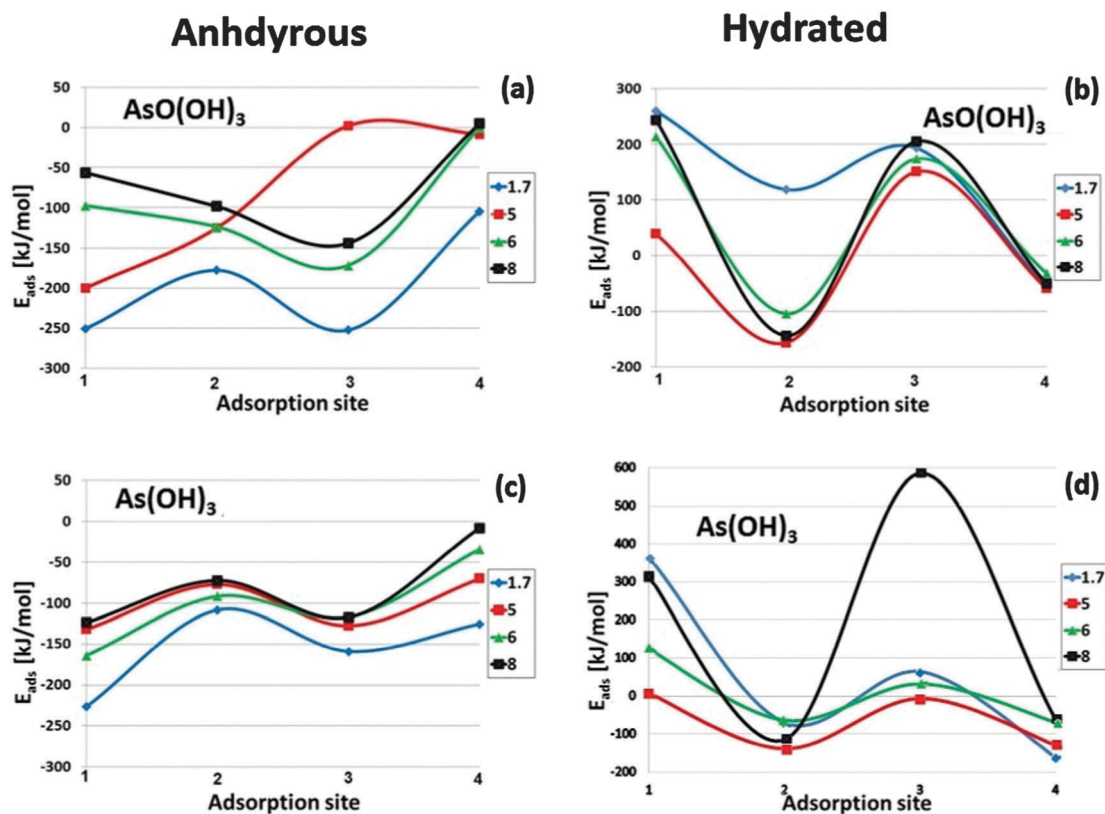 Anhdyrous
Hydrated
(a)
AsO(OH)3
50
0
-50
-100
-150
-200
-250
-300
Eads [kJ/mol]
1 2 3 4
Adsorption site
1.7
5
6
8
(b)
AsO(OH)3
300
200
100
0
-100
-200
Eads [kJ/mol]
1 2 3 4
Adsorption site
1.7
5
6
8
(c)
As(OH)3
50
0
-50
-100
-150
-200
-250
-300
Eads [kJ/mol]
1 2 3 4
Adsorption site
1.7
5
6
8
(d)
As(OH)3
600
500
400
300
200
100
0
-100
-200
Eads [kJ/mol]
1 2 3 4
Adsorption site
1.7
5
6
8